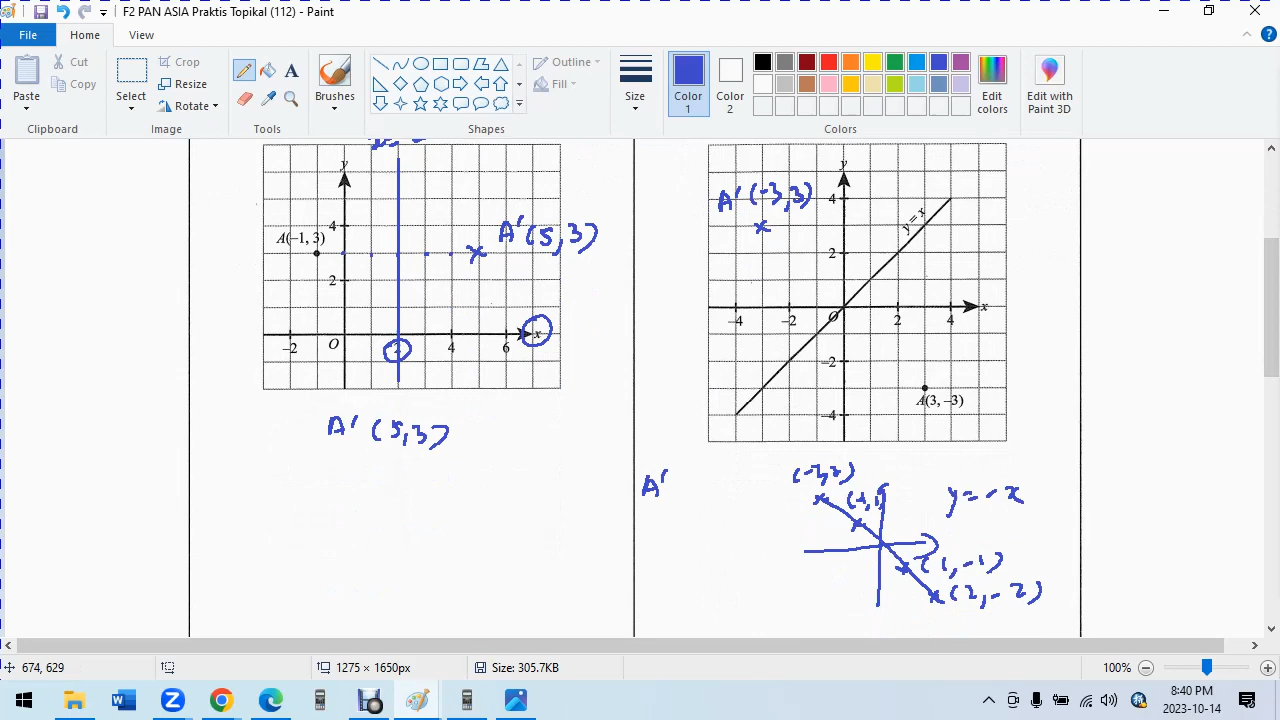 F2 PAN ASIA Praktis Topikal (112) - Paint
File Home View
Paste Cut Copy Clipboard
Select Crop Resize Rotate Image
Tools
Brushes
Shapes Outline Fill
Size
Color 1 Color 2 Edit colors Colors
Edit with Paint 3D
y
4
2
A(–1, 3)
A'(5, 3)
–2 O 2 4 6 x
A' (5,3)
y
A' (-3, 3)
4
y = x
2
–4 –2 O 2 4 x
–2
A(3, –3)
–4
A'
y = - x
(1, -1)
(2, - 2)
674, 629
1275 × 1650px
Size: 305.7KB
100%
8:40 PM
2023-10-14